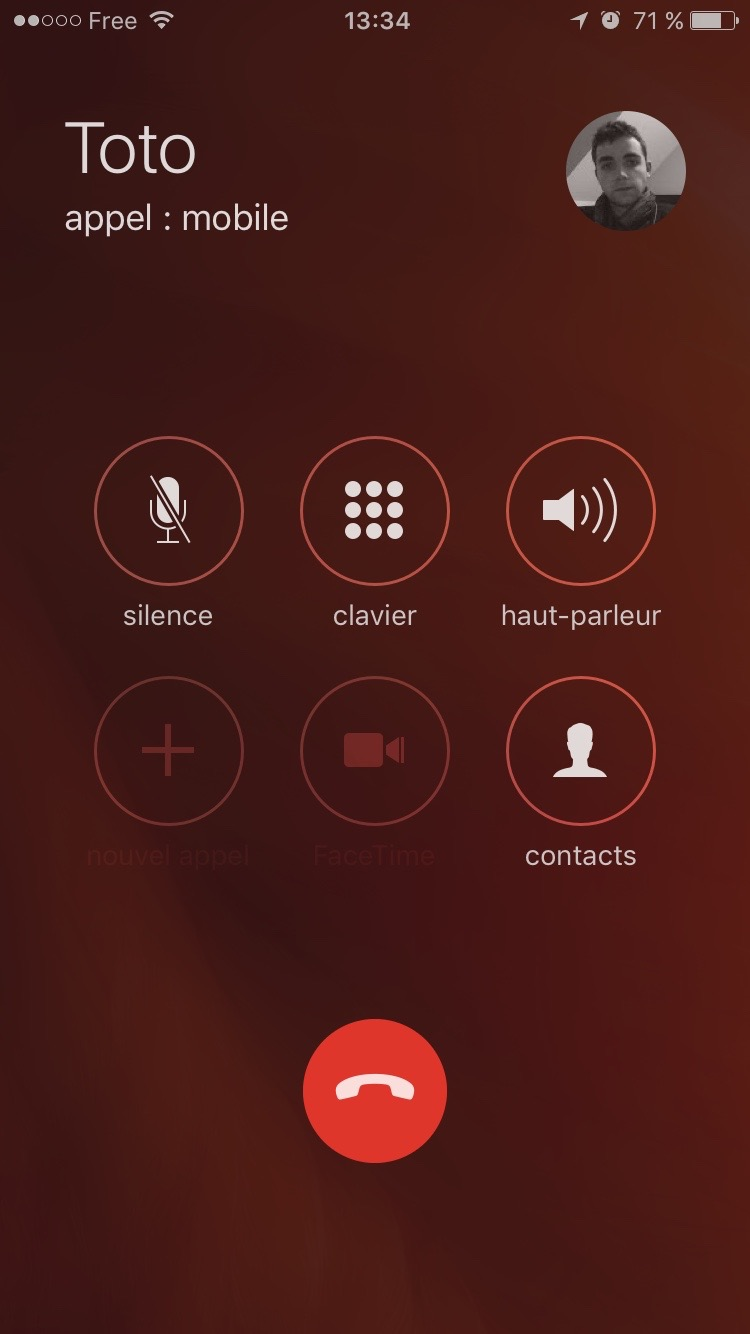 Free 13:34 71 %
Toto
appel : mobile
silence clavier haut-parleur
nouvel appel FaceTime contacts